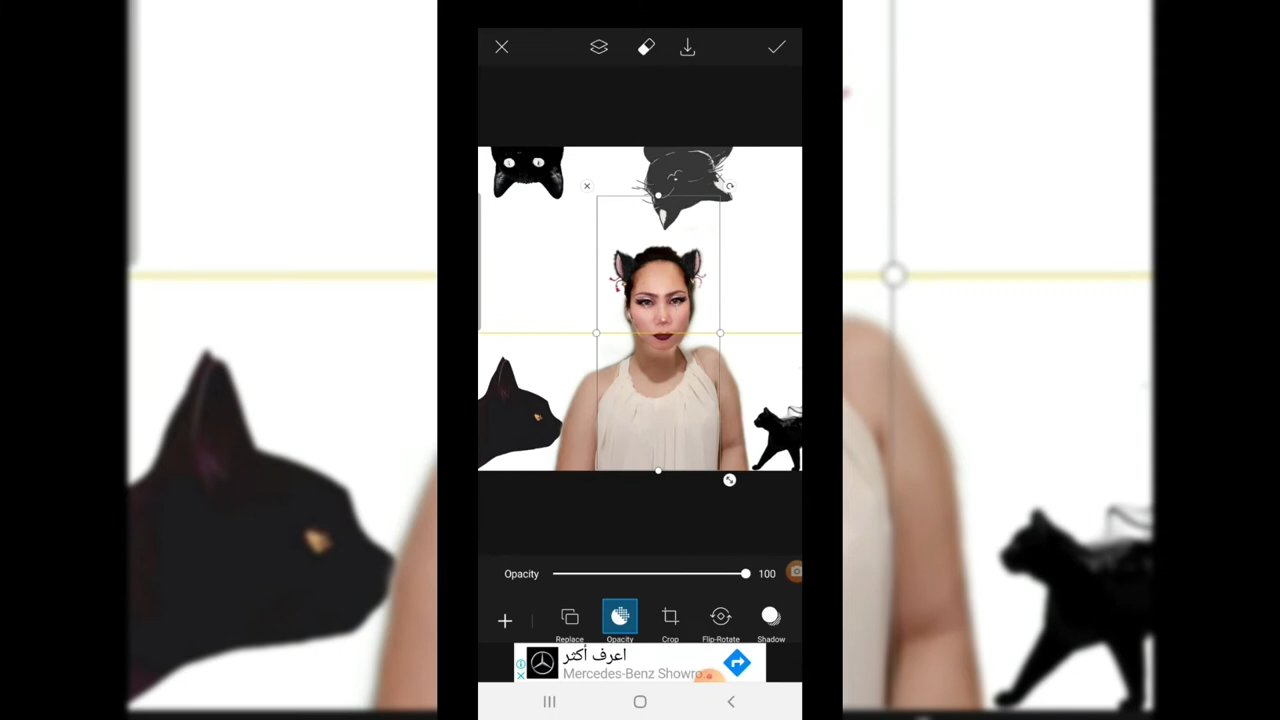 Opacity 100
Replace Opacity Crop Flip-Rotate Shadow
اعرف أكثر
Mercedes-Benz Showro...